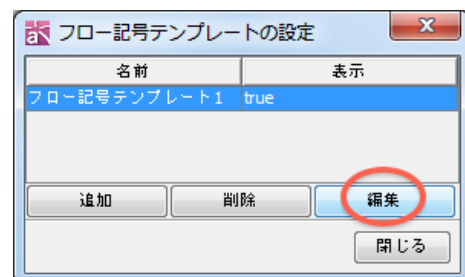 フロー記号テンプレートの設定
名前 表示
フロー記号テンプレート1 true
追加 削除 編集
閉じる